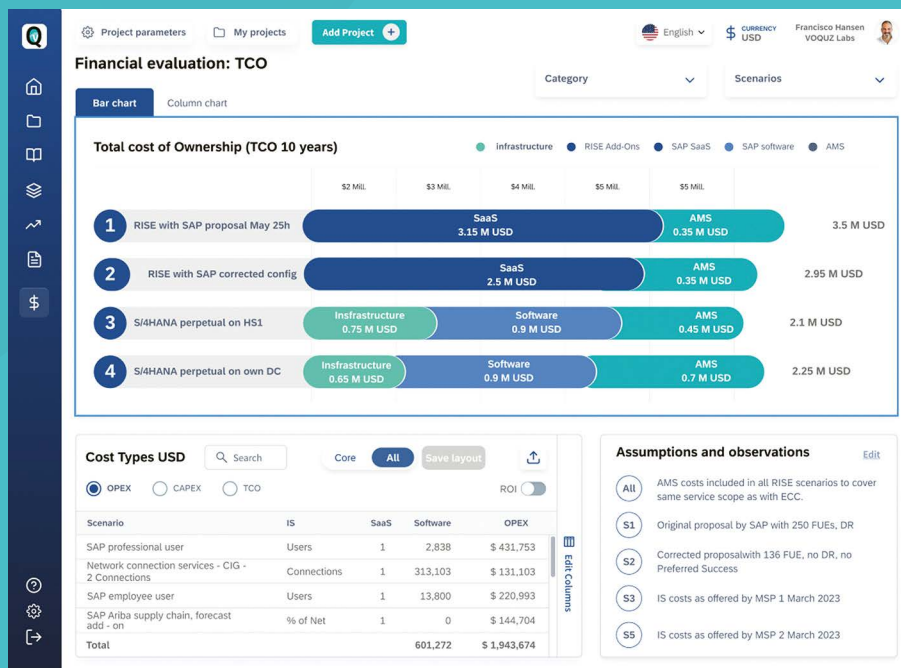 Project parameters
My projects
Add Project +
English
$ CURRENCY USD
Francisco Hansen
VOQUZ Labs
Financial evaluation: TCO
Category
Scenarios
Bar chart
Column chart
Total cost of Ownership (TCO 10 years)
infrastructure
RISE Add-Ons
SAP SaaS
SAP software
AMS
$2 Mill.
$3 Mill.
$4 Mill.
$5 Mill.
$5 Mill.
1 RISE with SAP proposal May 25h
SaaS
3.15 M USD
AMS
0.35 M USD
3.5 M USD
2 RISE with SAP corrected config
SaaS
2.5 M USD
AMS
0.35 M USD
2.95 M USD
3 S/4HANA perpetual on HS1
Insfrastructure
0.75 M USD
Software
0.9 M USD
AMS
0.45 M USD
2.1 M USD
4 S/4HANA perpetual on own DC
Insfrastructure
0.65 M USD
Software
0.9 M USD
AMS
0.7 M USD
2.25 M USD
Cost Types USD
Search
Core
All
Save layout
OPEX
CAPEX
TCO
ROI
Scenario IS SaaS Software OPEX
SAP professional user Users 1 2,838 $ 431,753
Network connection services - CIG -
2 Connections Connections 1 313,103 $ 131,103
SAP employee user Users 1 13,800 $ 220,993
SAP Ariba supply chain, forecast
add - on % of Net 1 0 $ 144,704
Total 601,272 $ 1,943,674
Edit Columns
Assumptions and observations
Edit
All
AMS costs included in all RISE scenarios to cover
same service scope as with ECC.
S1
Original proposal by SAP with 250 FUEs, DR
S2
Corrected proposalwith 136 FUE, no DR, no
Preferred Success
S3
IS costs as offered by MSP 1 March 2023
S5
IS costs as offered by MSP 2 March 2023